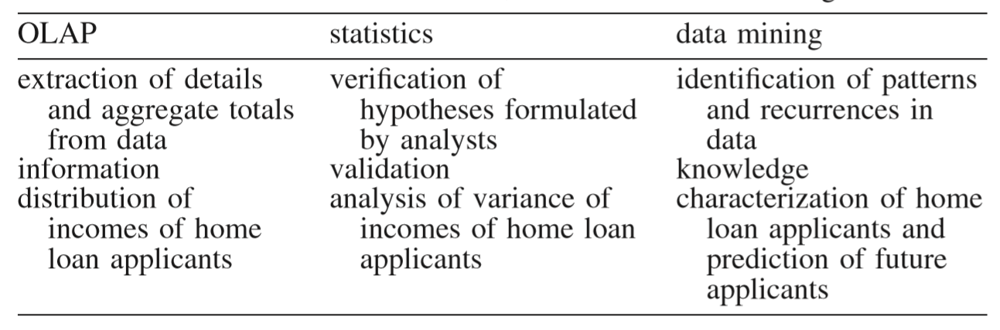 OLAP statistics data mining
extraction of details verification of identification of patterns
and aggregate totals hypotheses formulated and recurrences in
from data by analysts data
information validation knowledge
distribution of analysis of variance of characterization of home
incomes of home incomes of home loan loan applicants and
loan applicants applicants prediction of future
applicants